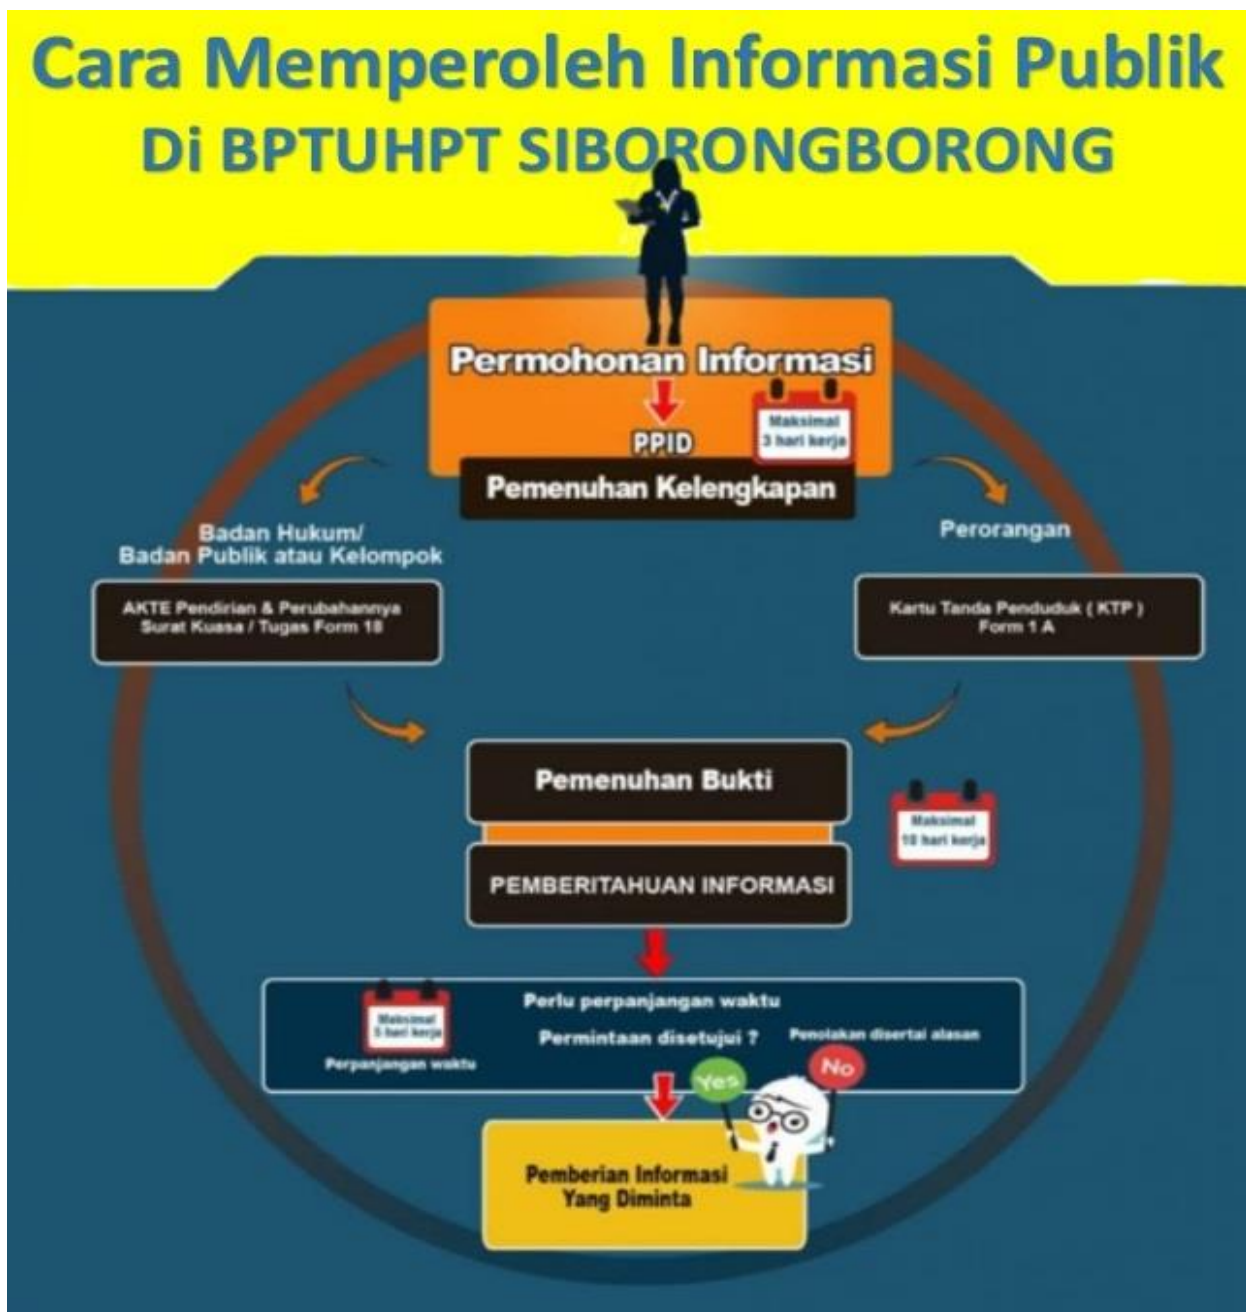 Cara Memperoleh Informasi Publik
Di BPTUHPT SIBORONGBORONG
Permohonan Informasi
PPID
Maksimal
3 hari kerja
Pemenuhan Kelengkapan
Badan Hukum/
Badan Publik atau Kelompok
AKTE Pendirian & Perubahannya
Surat Kuasa / Tugas Form 18
Perorangan
Kartu Tanda Penduduk ( KTP )
Form 1 A
Pemenuhan Bukti
Maksimal
10 hari kerja
PEMBERITAHUAN INFORMASI
Maksimal
5 hari kerja
Perpanjangan waktu
Perlu perpanjangan waktu
Permintaan disetujui ?
Penolakan disertai alasan
Yes
No
Pemberian Informasi
Yang Diminta